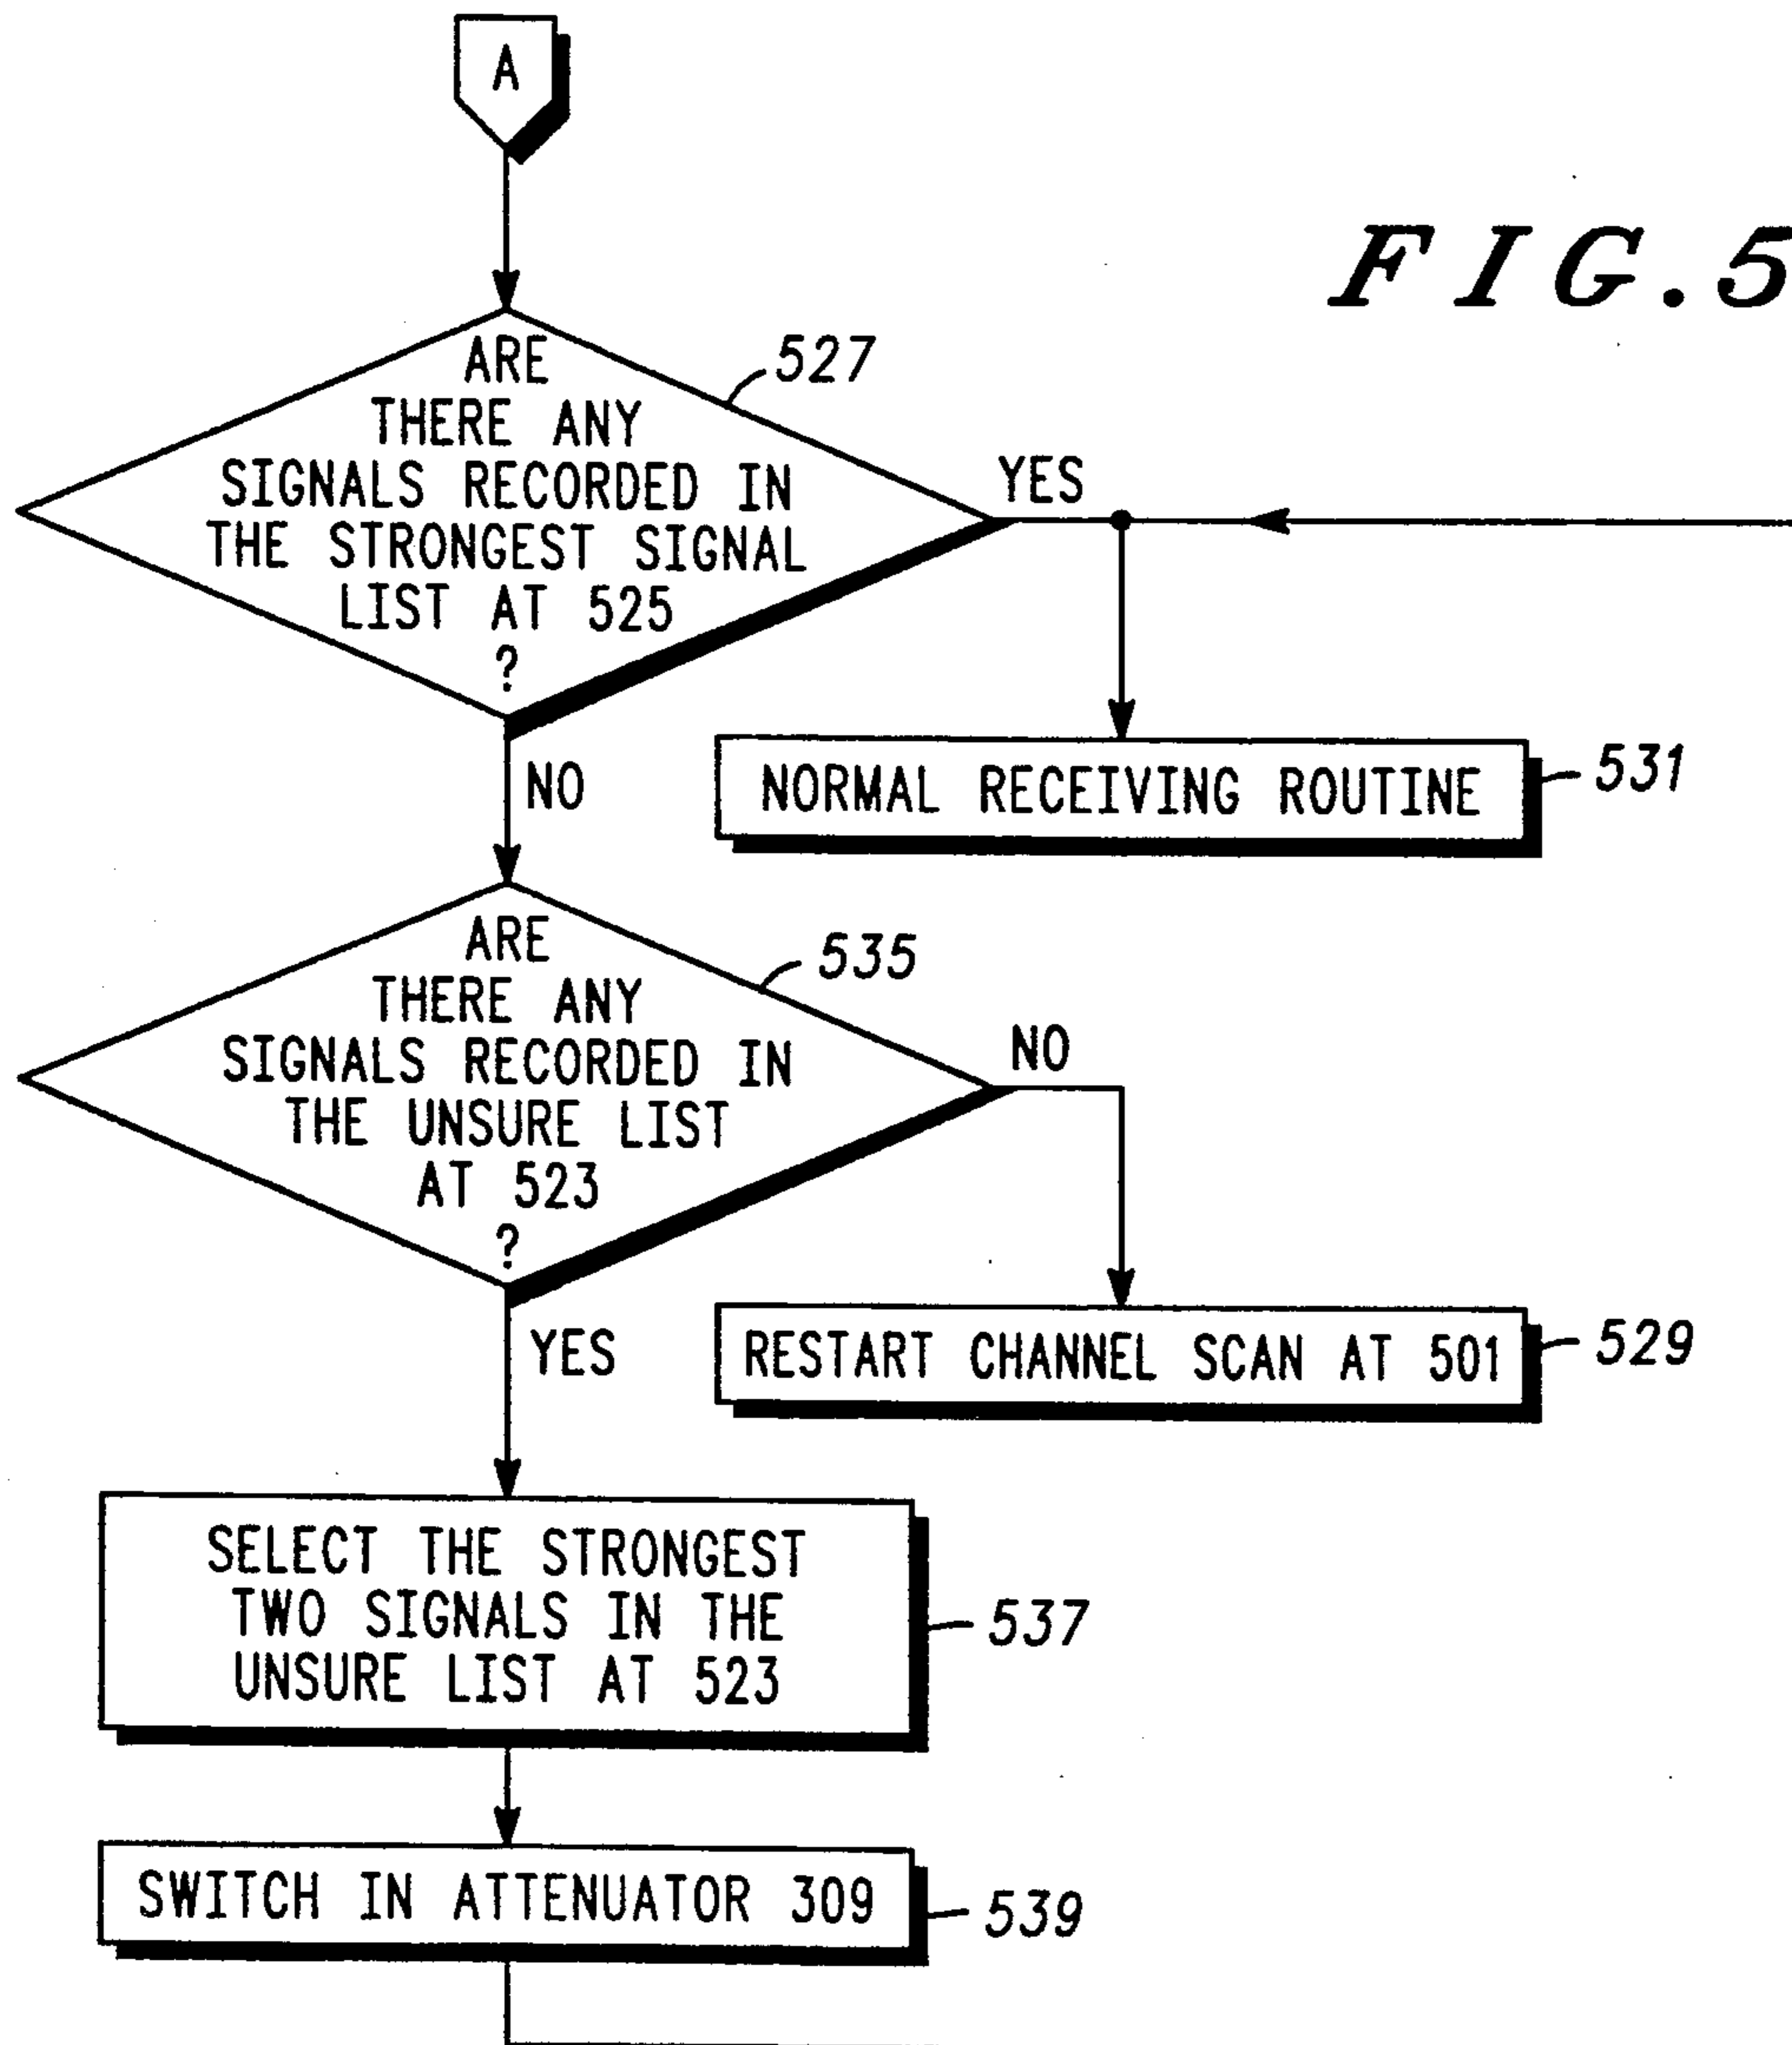 A
FIG.5
ARE
THERE ANY
SIGNALS RECORDED IN
THE STRONGEST SIGNAL
LIST AT 525
?
527
YES
NO
NORMAL RECEIVING ROUTINE
531
ARE
THERE ANY
SIGNALS RECORDED IN
THE UNSURE LIST
AT 523
?
535
NO
YES
RESTART CHANNEL SCAN AT 501
529
SELECT THE STRONGEST
TWO SIGNALS IN THE
UNSURE LIST AT 523
537
SWITCH IN ATTENUATOR 309
539